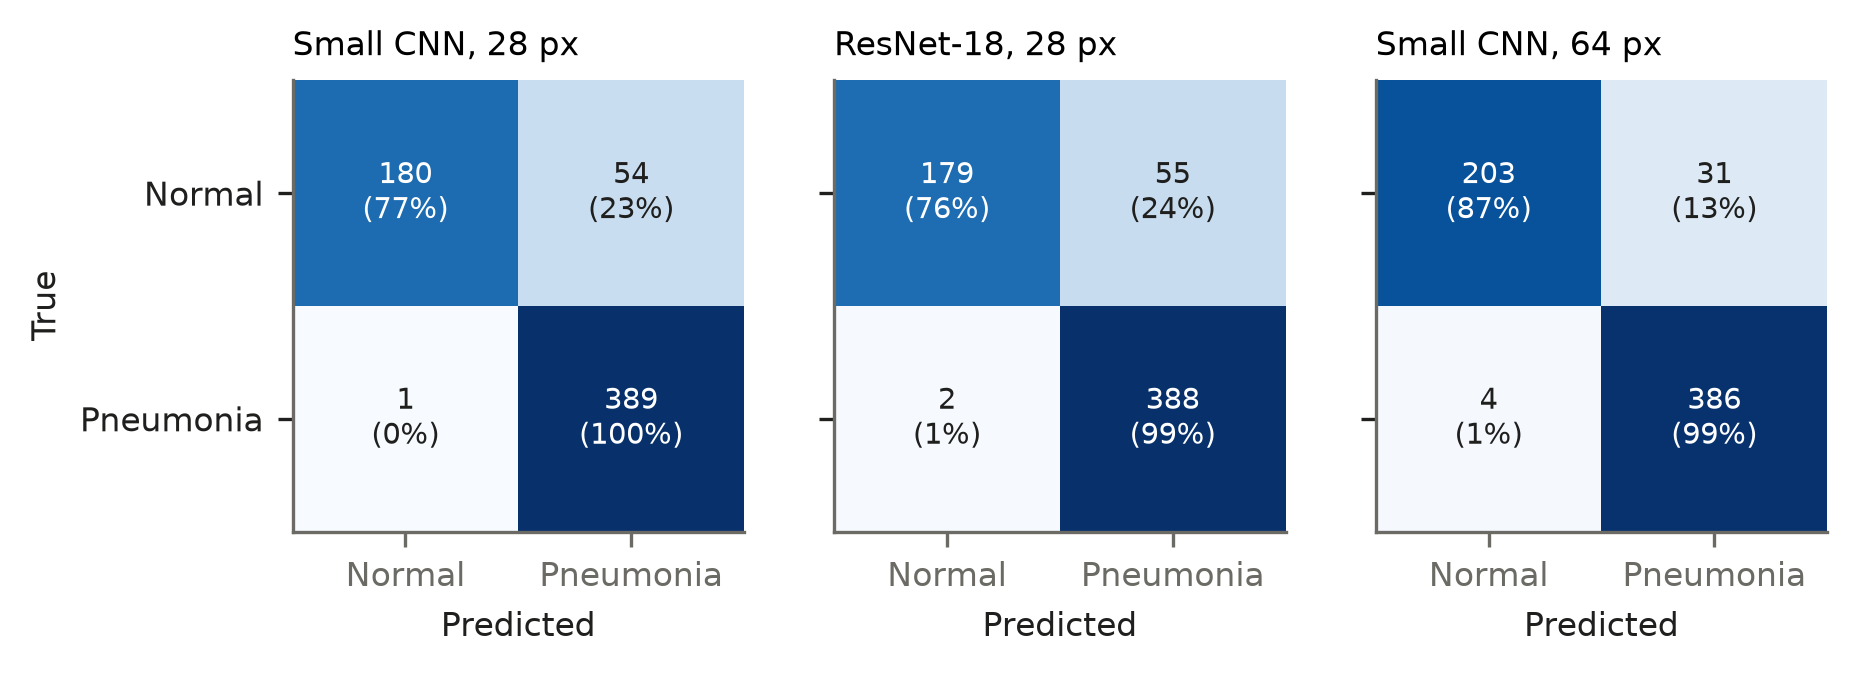 Small CNN, 28 px
180
(77%)
54
(23%)
1
(0%)
389
(100%)
Normal
Pneumonia
True
Normal
Pneumonia
Predicted
ResNet-18, 28 px
179
(76%)
55
(24%)
2
(1%)
388
(99%)
Normal
Pneumonia
Predicted
Small CNN, 64 px
203
(87%)
31
(13%)
4
(1%)
386
(99%)
Normal
Pneumonia
Predicted